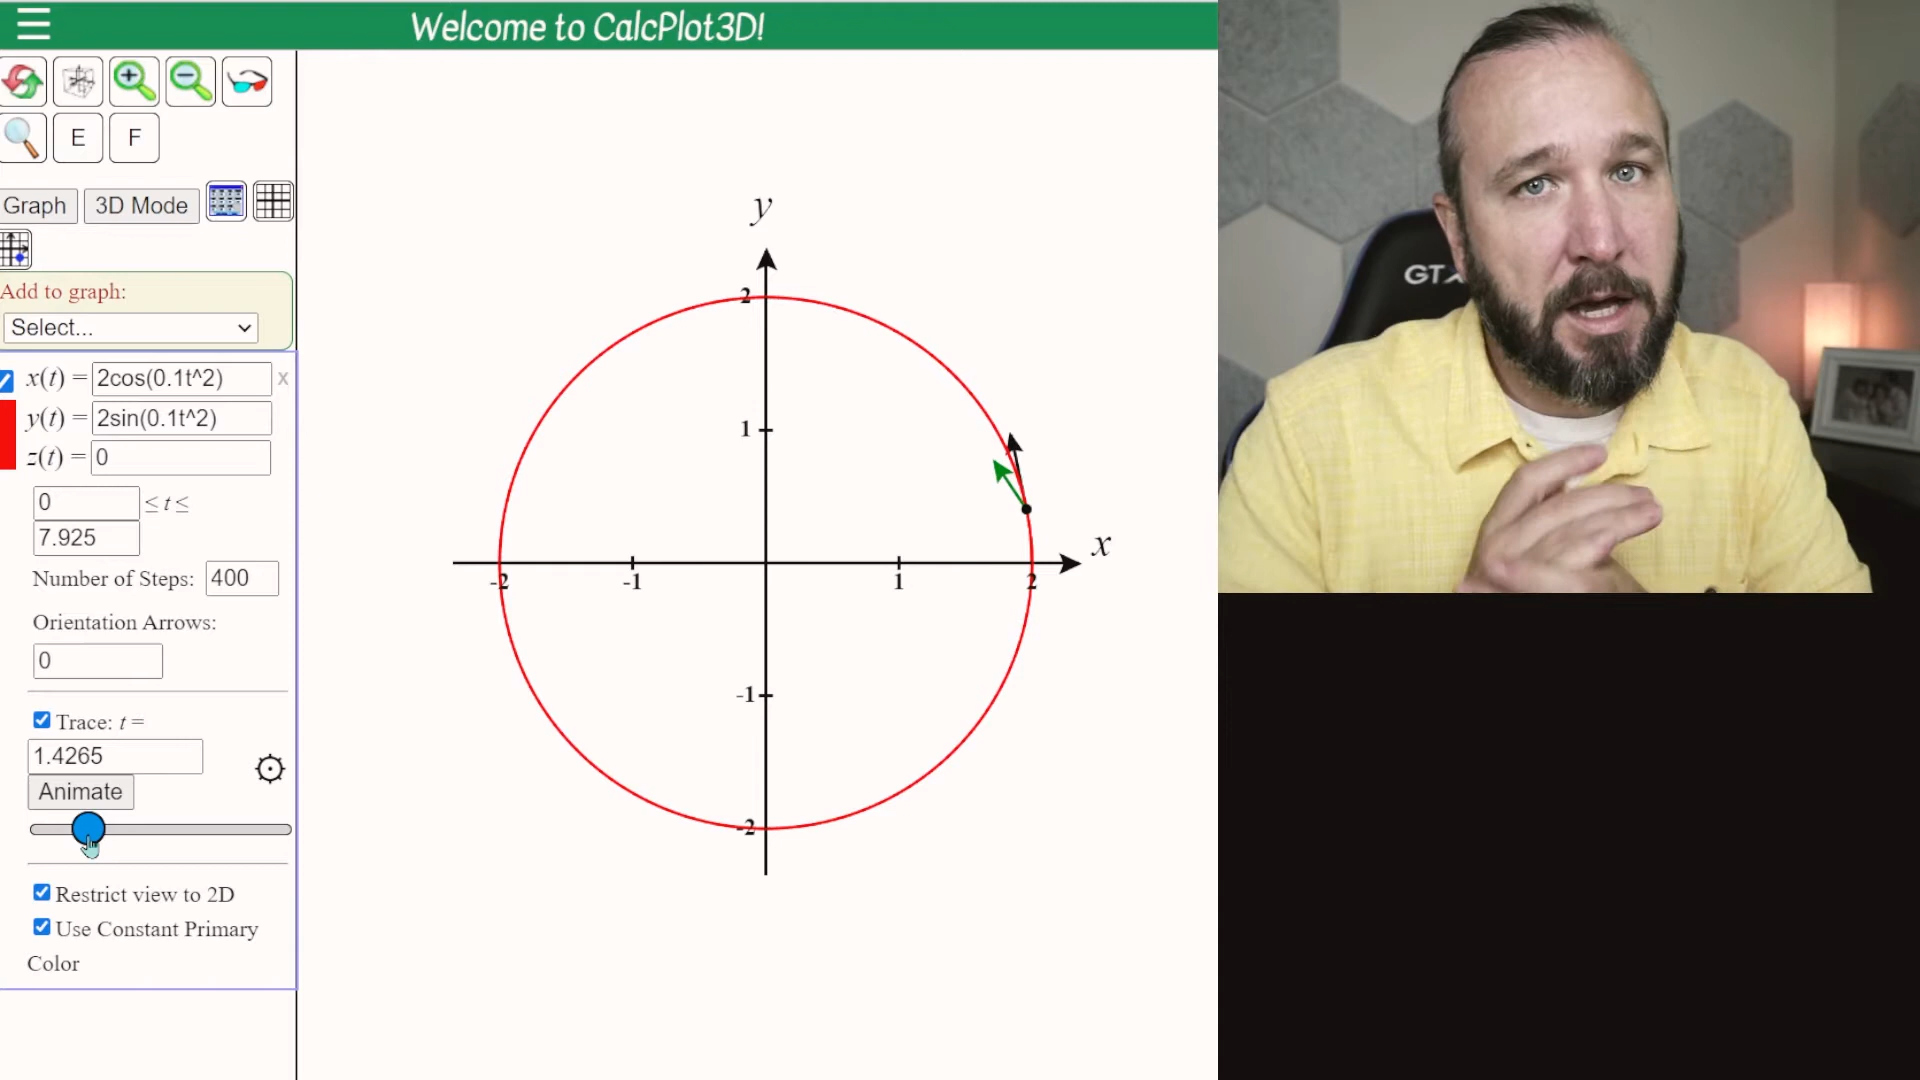 Welcome to CalcPlot3D!
E
F
Graph
3D Mode
Add to graph:
Select...
x(t) = 2cos(0.1t^2) x
y(t) = 2sin(0.1t^2)
z(t) = 0
0 ≤ t ≤
7.925
Number of Steps: 400
Orientation Arrows:
0
Trace: t =
1.4265
Animate
Restrict view to 2D
Use Constant Primary
Color
y
2
1
x
-2
-1
1
2
-1
-2
GT